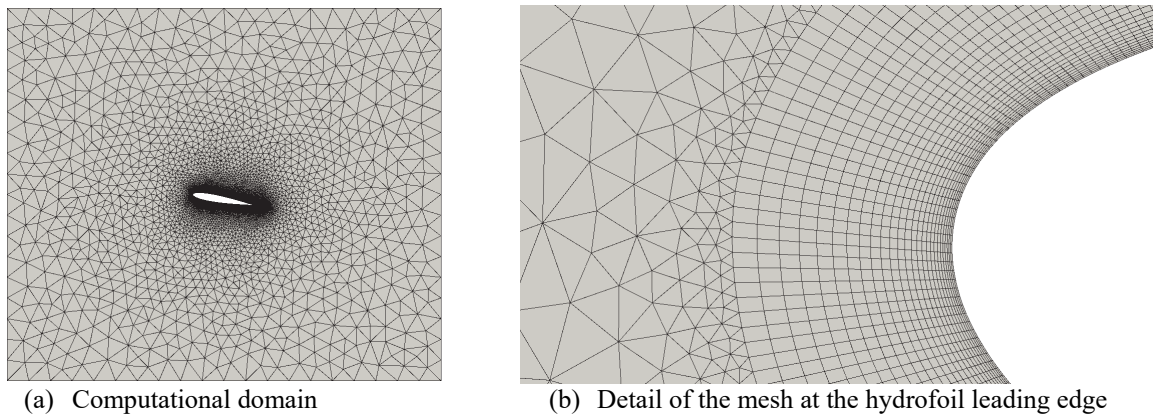 (a) Computational domain
(b) Detail of the mesh at the hydrofoil leading edge